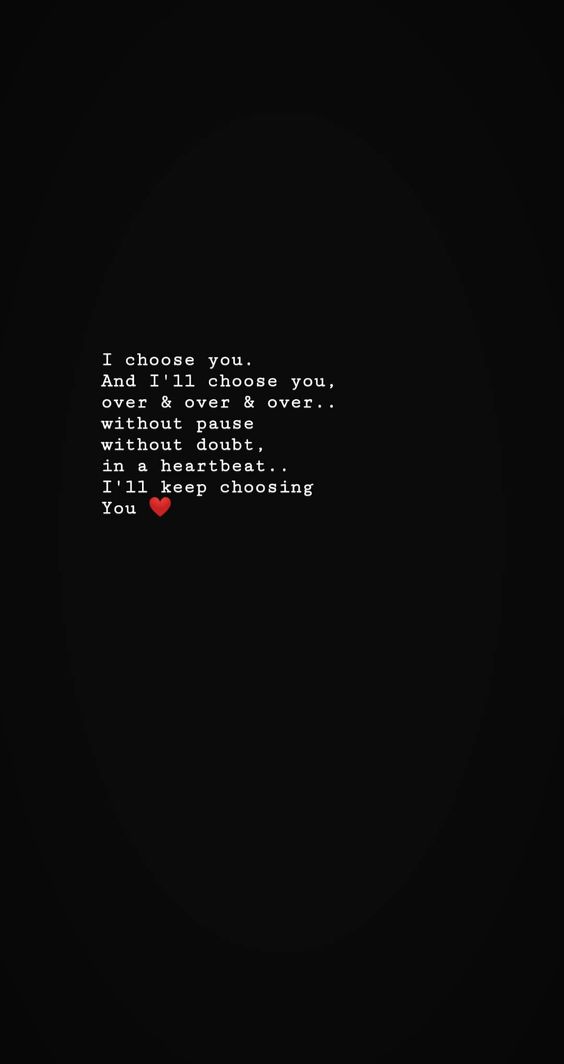 I choose you.
And I'll choose you,
over & over & over..
without pause
without doubt,
in a heartbeat..
I'll keep choosing
You ❤️